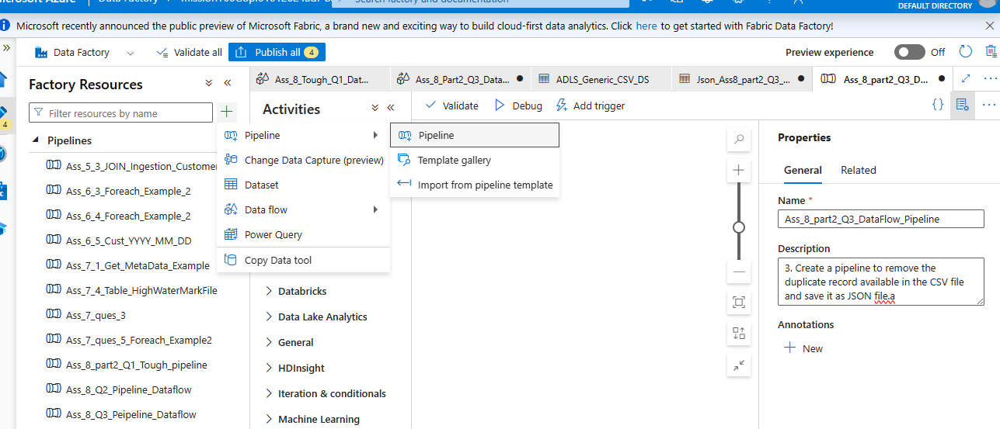 DEFAULT DIRECTORY
Microsoft recently announced the public preview of Microsoft Fabric, a brand new and exciting way to build cloud-first data analytics. Click here to get started with Fabric Data Factory!
Data Factory
Validate all
Publish all 4
Preview experience
Off
Factory Resources
Filter resources by name
4
Pipelines
Ass_5_3_JOIN_Ingestion_Customer
Ass_6_3_Foreach_Example_2
Ass_6_4_Foreach_Example_2
Ass_6_5_Cust_YYYY_MM_DD
Ass_7_1_Get_MetaData_Example
Ass_7_4_Table_HighWaterMarkFile
Ass_7_ques_3
Ass_7_ques_5_Foreach_Example2
Ass_8_part2_Q1_Tough_pipeline
Ass_8_Q2_Pipeline_Dataflow
Ass_8_Q3_Peipeline_Dataflow
Pipeline
Change Data Capture (preview)
Dataset
Data flow
Power Query
Copy Data tool
Pipeline
Template gallery
Import from pipeline template
Ass_8_Tough_Q1_Dat...
Ass_8_Part2_Q3_Data...
ADLS_Generic_CSV_DS
Json_Ass8_part2_Q3_...
Ass_8_part2_Q3_D...
Activities
Validate
Debug
Add trigger
{}
Databricks
Data Lake Analytics
General
HDInsight
Iteration & conditionals
Machine Learning
Properties
General
Related
Name *
Ass_8_part2_Q3_DataFlow_Pipeline
Description
3. Create a pipeline to remove the
duplicate record available in the CSV file
and save it as JSON file.a
Annotations
New